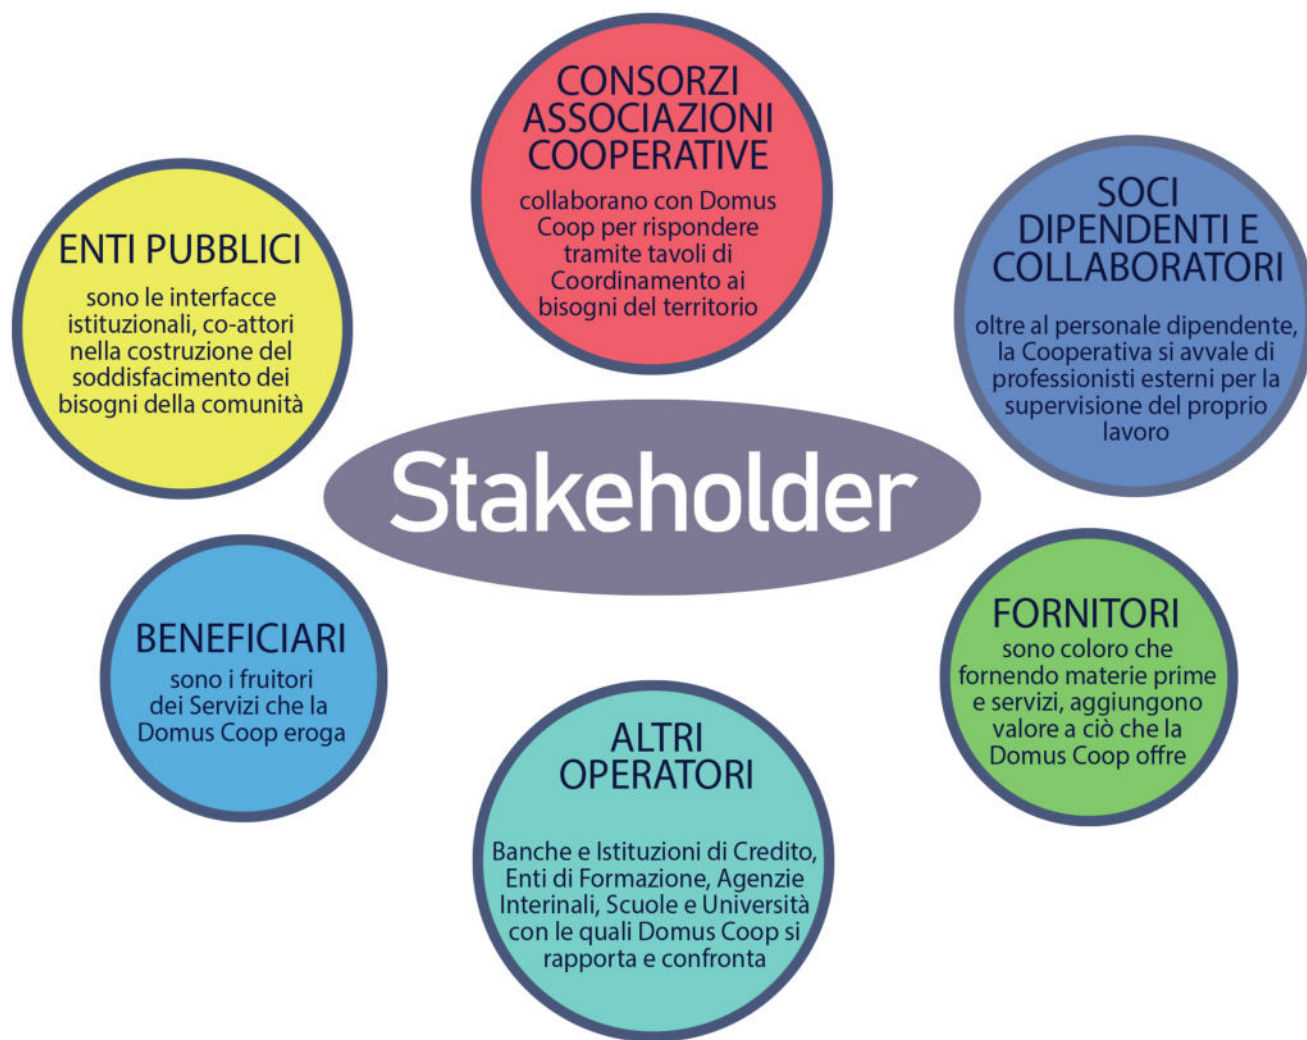 CONSORZI
ASSOCIAZIONI
COOPERATIVE
collaborano con Domus
Coop per rispondere
tramite tavoli di
Coordinamento ai
bisogni del territorio
ENTI PUBBLICI
sono le interfacce
istituzionali, co-attori
nella costruzione del
soddisfacimento dei
bisogni della comunità
SOCI
DIPENDENTI E
COLLABORATORI
oltre al personale dipendente,
la Cooperativa si avvale di
professionisti esterni per la
supervisione del proprio
lavoro
Stakeholder
BENEFICIARI
sono i fruitori
dei Servizi che la
Domus Coop eroga
FORNITORI
sono coloro che
fornendo materie prime
e servizi, aggiungono
valore a ciò che la
Domus Coop offre
ALTRI
OPERATORI
Banche e Istituzioni di Credito,
Enti di Formazione, Agenzie
Interinali, Scuole e Università
con le quali Domus Coop si
rapporta e confronta